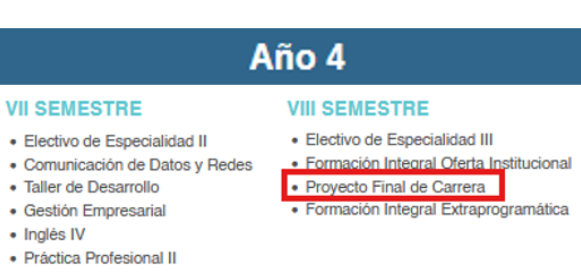 Año 4
VII SEMESTRE
• Electivo de Especialidad II
• Comunicación de Datos y Redes
• Taller de Desarrollo
• Gestión Empresarial
• Inglés IV
• Práctica Profesional II
VIII SEMESTRE
• Electivo de Especialidad III
• Formación Integral Oferta Institucional
• Proyecto Final de Carrera
• Formación Integral Extraprogramática